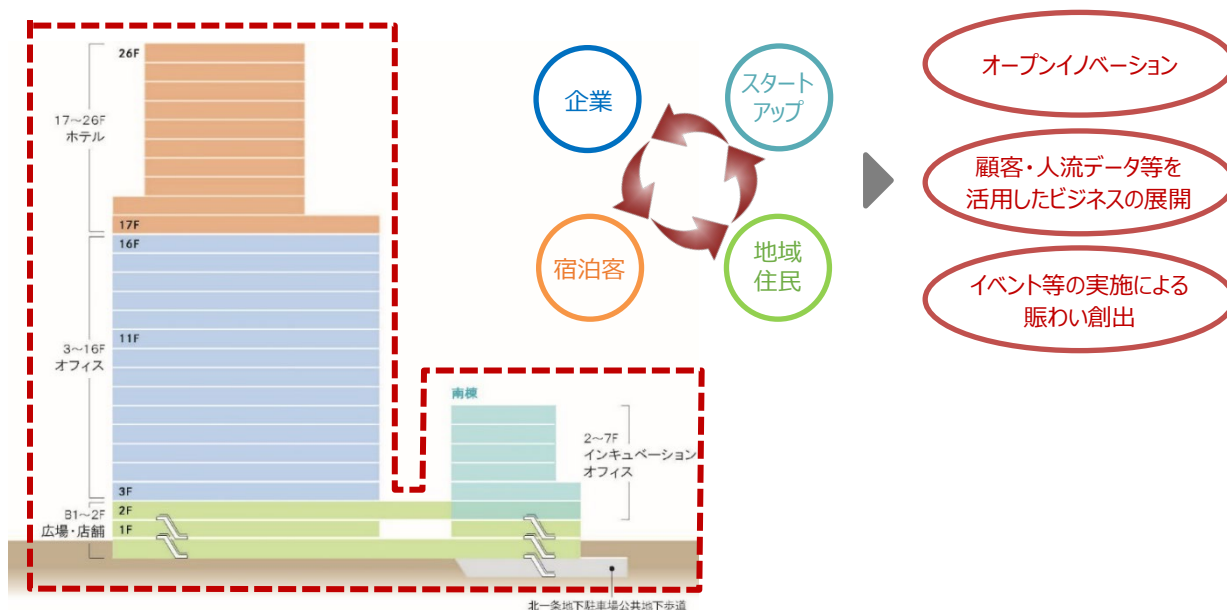 26F
17～26F
ホテル
17F
16F
11F
3～16F
オフィス
3F
B1～2F
広場・店舗
2F
1F
南棟
2～7F
インキュベーション
オフィス
北一条地下駐車場公共地下歩道
企業
スタート
アップ
宿泊客
地域
住民
オープンイノベーション
顧客・人流データ等を
活用したビジネスの展開
イベント等の実施による
賑わい創出